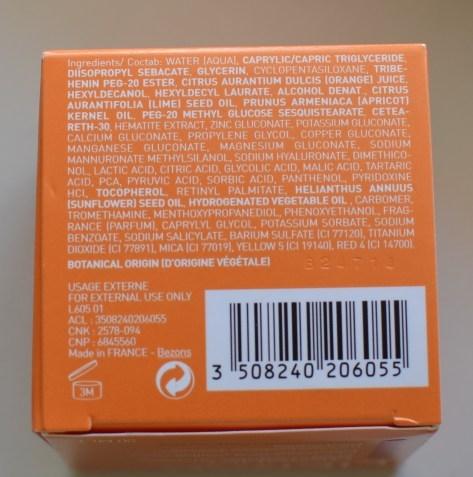 Ingredients/ Coctab: WATER (AQUA), CAPRYLIC/CAPRIC TRIGLYCERIDE,
DIISOPROPYL SEBACATE, GLYCERIN, CYCLOPENTASILOXANE, TRIBE-
HENIN PEG-20 ESTER, CITRUS AURANTIUM DULCIS (ORANGE) JUICE,
HEXYLDECANOL, HEXYLDECYL LAURATE, ALCOHOL DENAT., CITRUS
AURANTIFOLIA (LIME) SEED OIL, PRUNUS ARMENIACA (APRICOT)
KERNEL OIL, PEG-20 METHYL GLUCOSE SESQUISTEARATE, CETEA-
RETH-30, HEMATITE EXTRACT, ZINC GLUCONATE, POTASSIUM GLUCONATE,
CALCIUM GLUCONATE, PROPYLENE GLYCOL, COPPER GLUCONATE,
MANGANESE GLUCONATE, MAGNESIUM GLUCONATE, SODIUM
MANNURONATE METHYLSILANOL, SODIUM HYALURONATE, DIMETHICO-
NOL, LACTIC ACID, CITRIC ACID, GLYCOLIC ACID, MALIC ACID, TARTARIC
ACID, PCA, PYRUVIC ACID, SORBIC ACID, PANTHENOL, PYRIDOXINE
HCL, TOCOPHEROL, RETINYL PALMITATE, HELIANTHUS ANNUUS
(SUNFLOWER) SEED OIL, HYDROGENATED VEGETABLE OIL, CARBOMER,
TROMETHAMINE, MENTHOXYPROPANEDIOL, PHENOXYETHANOL, FRAG-
RANCE (PARFUM), CAPRYLYL GLYCOL, POTASSIUM SORBATE, SODIUM
BENZOATE, SODIUM SALICYLATE, BARIUM SULFATE (CI 77120), TITANIUM
DIOXIDE (CI 77891), MICA (CI 77019), YELLOW 5 (CI 19140), RED 4 (CI 14700).
BOTANICAL ORIGIN (D'ORIGINE VÉGÉTALE)
USAGE EXTERNE
FOR EXTERNAL USE ONLY
L605 01
ACL : 3508240206055
CNK : 2578-094
CNP : 6845560
Made in FRANCE - Bezons
3M
3 508240 206055